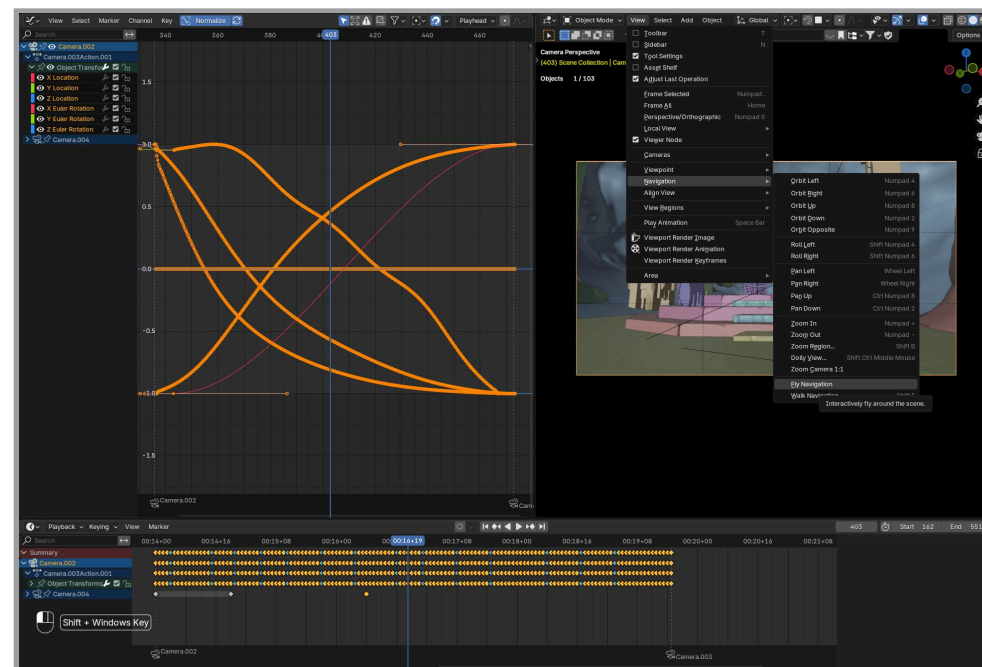 View Select Marker Channel Key Normalize Playhead
Object Mode View Select Add Object Global
Search
340 360 380 403 420 440 460
Options
Camera.002
Camera.003Action.001
Object Transfo
X Location
Y Location
Z Location
X Euler Rotation
Y Euler Rotation
Z Euler Rotation
Camera.004
1.5
0.5
0.0
-0.5
-1.0
-1.5
Camera.002
Cam
Camera Perspective
(403) Scene Collection | Cam
Objects 1 / 103
Toolbar T
Sidebar N
Tool Settings
Asset Shelf
Adjust Last Operation
Frame Selected Numpad .
Frame All Home
Perspective/Orthographic Numpad 5
Local View
Viewer Node
Cameras
Viewpoint
Navigation
Align View
View Regions
Play Animation Space Bar
Viewport Render Image
Viewport Render Animation
Viewport Render Keyframes
Area
Orbit Left Numpad 4
Orbit Right Numpad 6
Orbit Up Numpad 8
Orbit Down Numpad 2
Orbit Opposite Numpad 9
Roll Left Shift Numpad 4
Roll Right Shift Numpad 6
Pan Left Wheel Left
Pan Right Wheel Right
Pan Up Ctrl Numpad 8
Pan Down Ctrl Numpad 2
Zoom In Numpad +
Zoom Out Numpad -
Zoom Region... Shift B
Dolly View... Shift Ctrl Middle Mouse
Zoom Camera 1:1
Fly Navigation
Walk Navigation
Interactively fly around the scene.
Playback Keying View Marker
403 Start 162 End 551
Search
00:14+00 00:14+16 00:15+08 00:16+00 00:16+19 00:17+08 00:18+00 00:18+16 00:19+08 00:20+00 00:20+16 00:21+08
Summary
Camera.002
Camera.003Action.001
Object Transforms
Camera.004
Shift + Windows Key
Camera.002
Camera.003